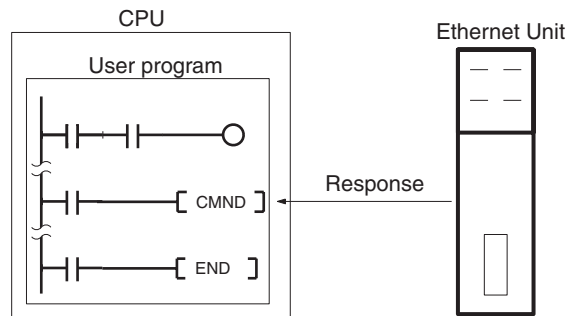 CPU
Ethernet Unit
User program
CMND
Response
END